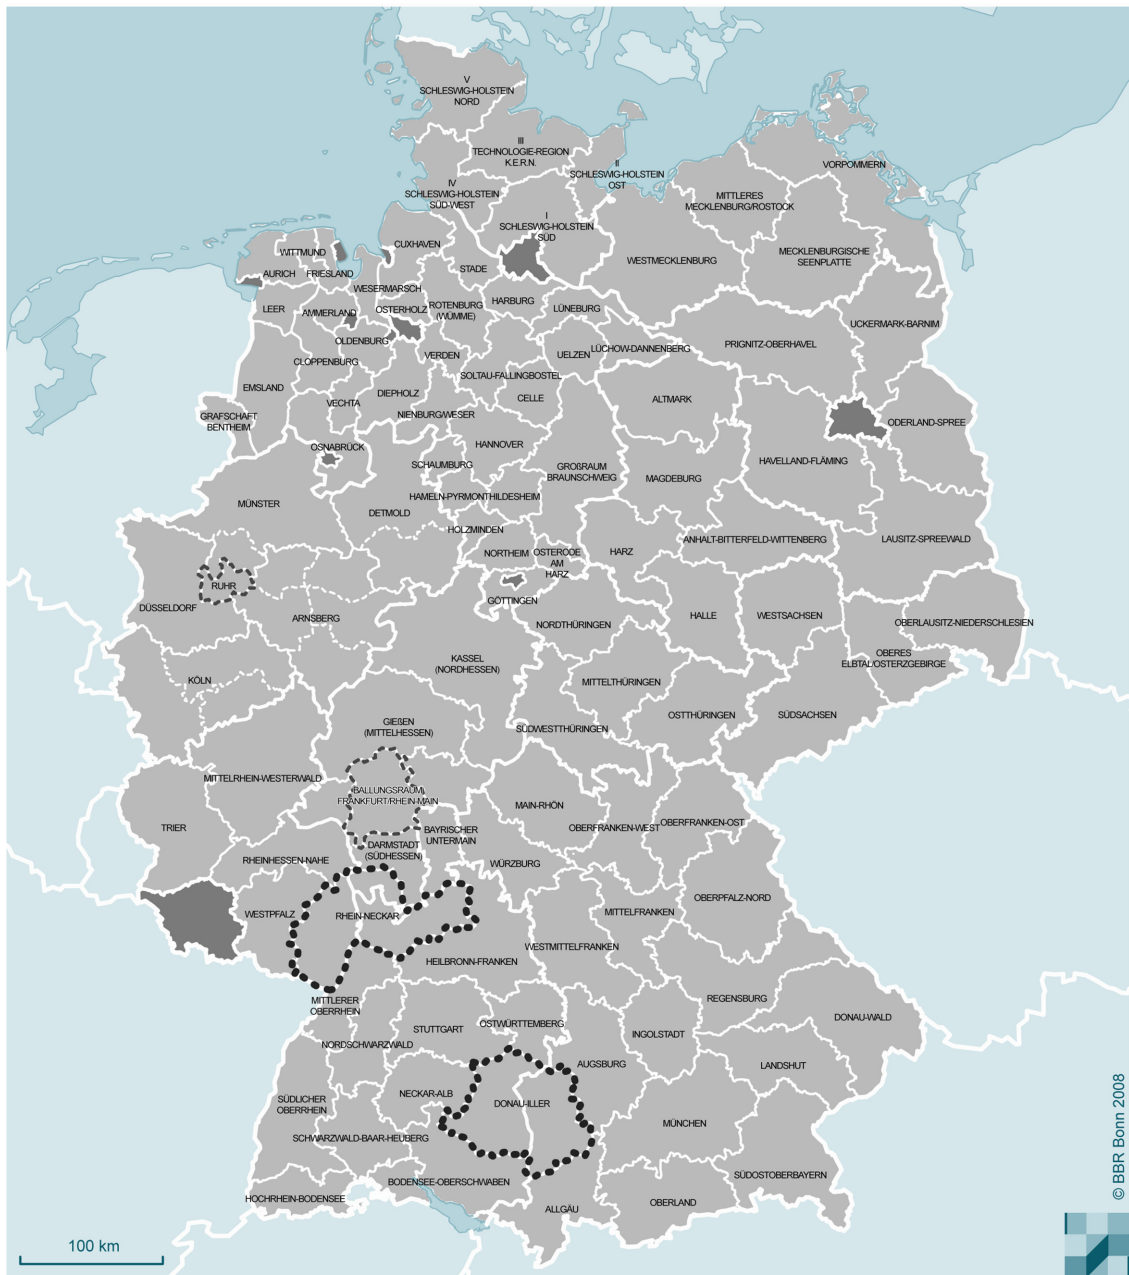 V
SCHLESWIG-HOLSTEIN
NORD
III
TECHNOLOGIE-REGION
K.E.R.N.
II
SCHLESWIG-HOLSTEIN
OST
VORPOMMERN
IV
SCHLESWIG-HOLSTEIN
SÜD-WEST
MITTLERES
MECKLENBURG/ROSTOCK
I
SCHLESWIG-HOLSTEIN
SÜD
CUXHAVEN
WITTMUND
MECKLENBURGISCHE
SEENPLATTE
WESTMECKLENBURG
STADE
AURICH
FRIESLAND
WESERMARSCH
LEER
AMMERLAND
OSTERHOLZ
ROTENBURG
(WÜMME)
HARBURG
LÜNEBURG
UCKERMARK-BARNIM
OLDENBURG
PRIGNITZ-OBERHAVEL
VERDEN
UELZEN
LÜCHOW-DANNENBERG
CLOPPENBURG
SOLTAU-FALLINGBOSTEL
EMSLAND
DIEPHOLZ
CELLE
ALTMARK
VECHTA
NIENBURG/WESER
GRAFSCHAFT
BENTHEIM
ODERLAND-SPREE
OSNABRÜCK
HANNOVER
SCHAUMBURG
GROßRAUM
BRAUNSCHWEIG
HAVELLAND-FLÄMING
MAGDEBURG
MÜNSTER
HAMELN-PYRMONT
HILDESHEIM
DETMOLD
HOLZMINDEN
ANHALT-BITTERFELD-WITTENBERG
LAUSITZ-SPREEWALD
NORTHEIM
OSTERODE
AM
HARZ
HARZ
RUHR
GÖTTINGEN
DÜSSELDORF
ARNSBERG
NORDTHÜRINGEN
HALLE
WESTSACHSEN
OBERLAUSITZ-NIEDERSCHLESIEN
KASSEL
(NORDHESSEN)
OBERES
ELBTAL/OSTERZGEBIRGE
KÖLN
MITTELTHÜRINGEN
OSTTHÜRINGEN
SÜDSACHSEN
GIEßEN
(MITTELHESSEN)
SÜDWESTTHÜRINGEN
MITTELRHEIN-WESTERWALD
BALLUNGSRAUM
FRANKFURT/RHEIN-MAIN
MAIN-RHÖN
TRIER
BAYRISCHER
UNTERMAIN
OBERFRANKEN-WEST
OBERFRANKEN-OST
DARMSTADT
(SÜDHESSEN)
RHEINHESSEN-NAHE
WÜRZBURG
OBERPFALZ-NORD
WESTPFALZ
RHEIN-NECKAR
MITTELFRANKEN
WESTMITTELFRANKEN
HEILBRONN-FRANKEN
MITTLERER
OBERRHEIN
REGENSBURG
DONAU-WALD
STUTTGART
OSTWÜRTTEMBERG
INGOLSTADT
NORDSCHWARZWALD
AUGSBURG
LANDSHUT
NECKAR-ALB
SÜDLICHER
OBERRHEIN
DONAU-ILLER
MÜNCHEN
SCHWARZWALD-BAAR-HEUBERG
SÜDOSTOBERBAYERN
BODENSEE-OBERSCHWABEN
HOCHRHEIN-BODENSEE
OBERLAND
ALLGÄU
100 km
© BBR Bonn 2008